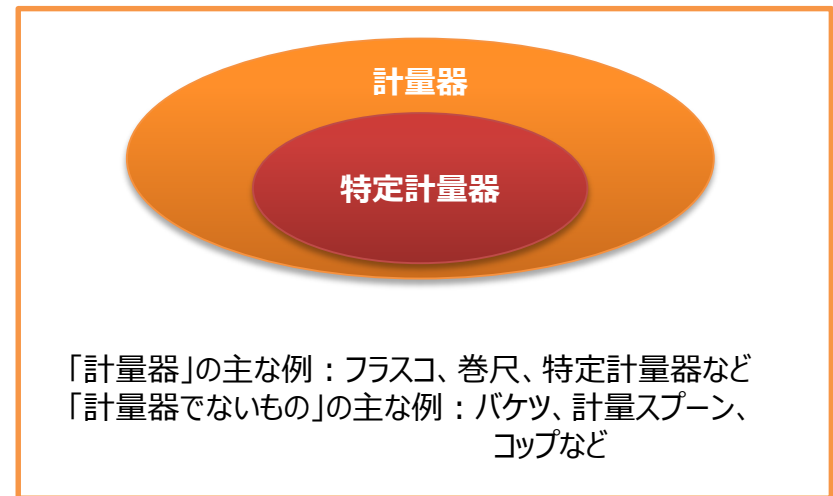 計量器
特定計量器
「計量器」の主な例：フラスコ、巻尺、特定計量器など
「計量器でないもの」の主な例：バケツ、計量スプーン、
コップなど